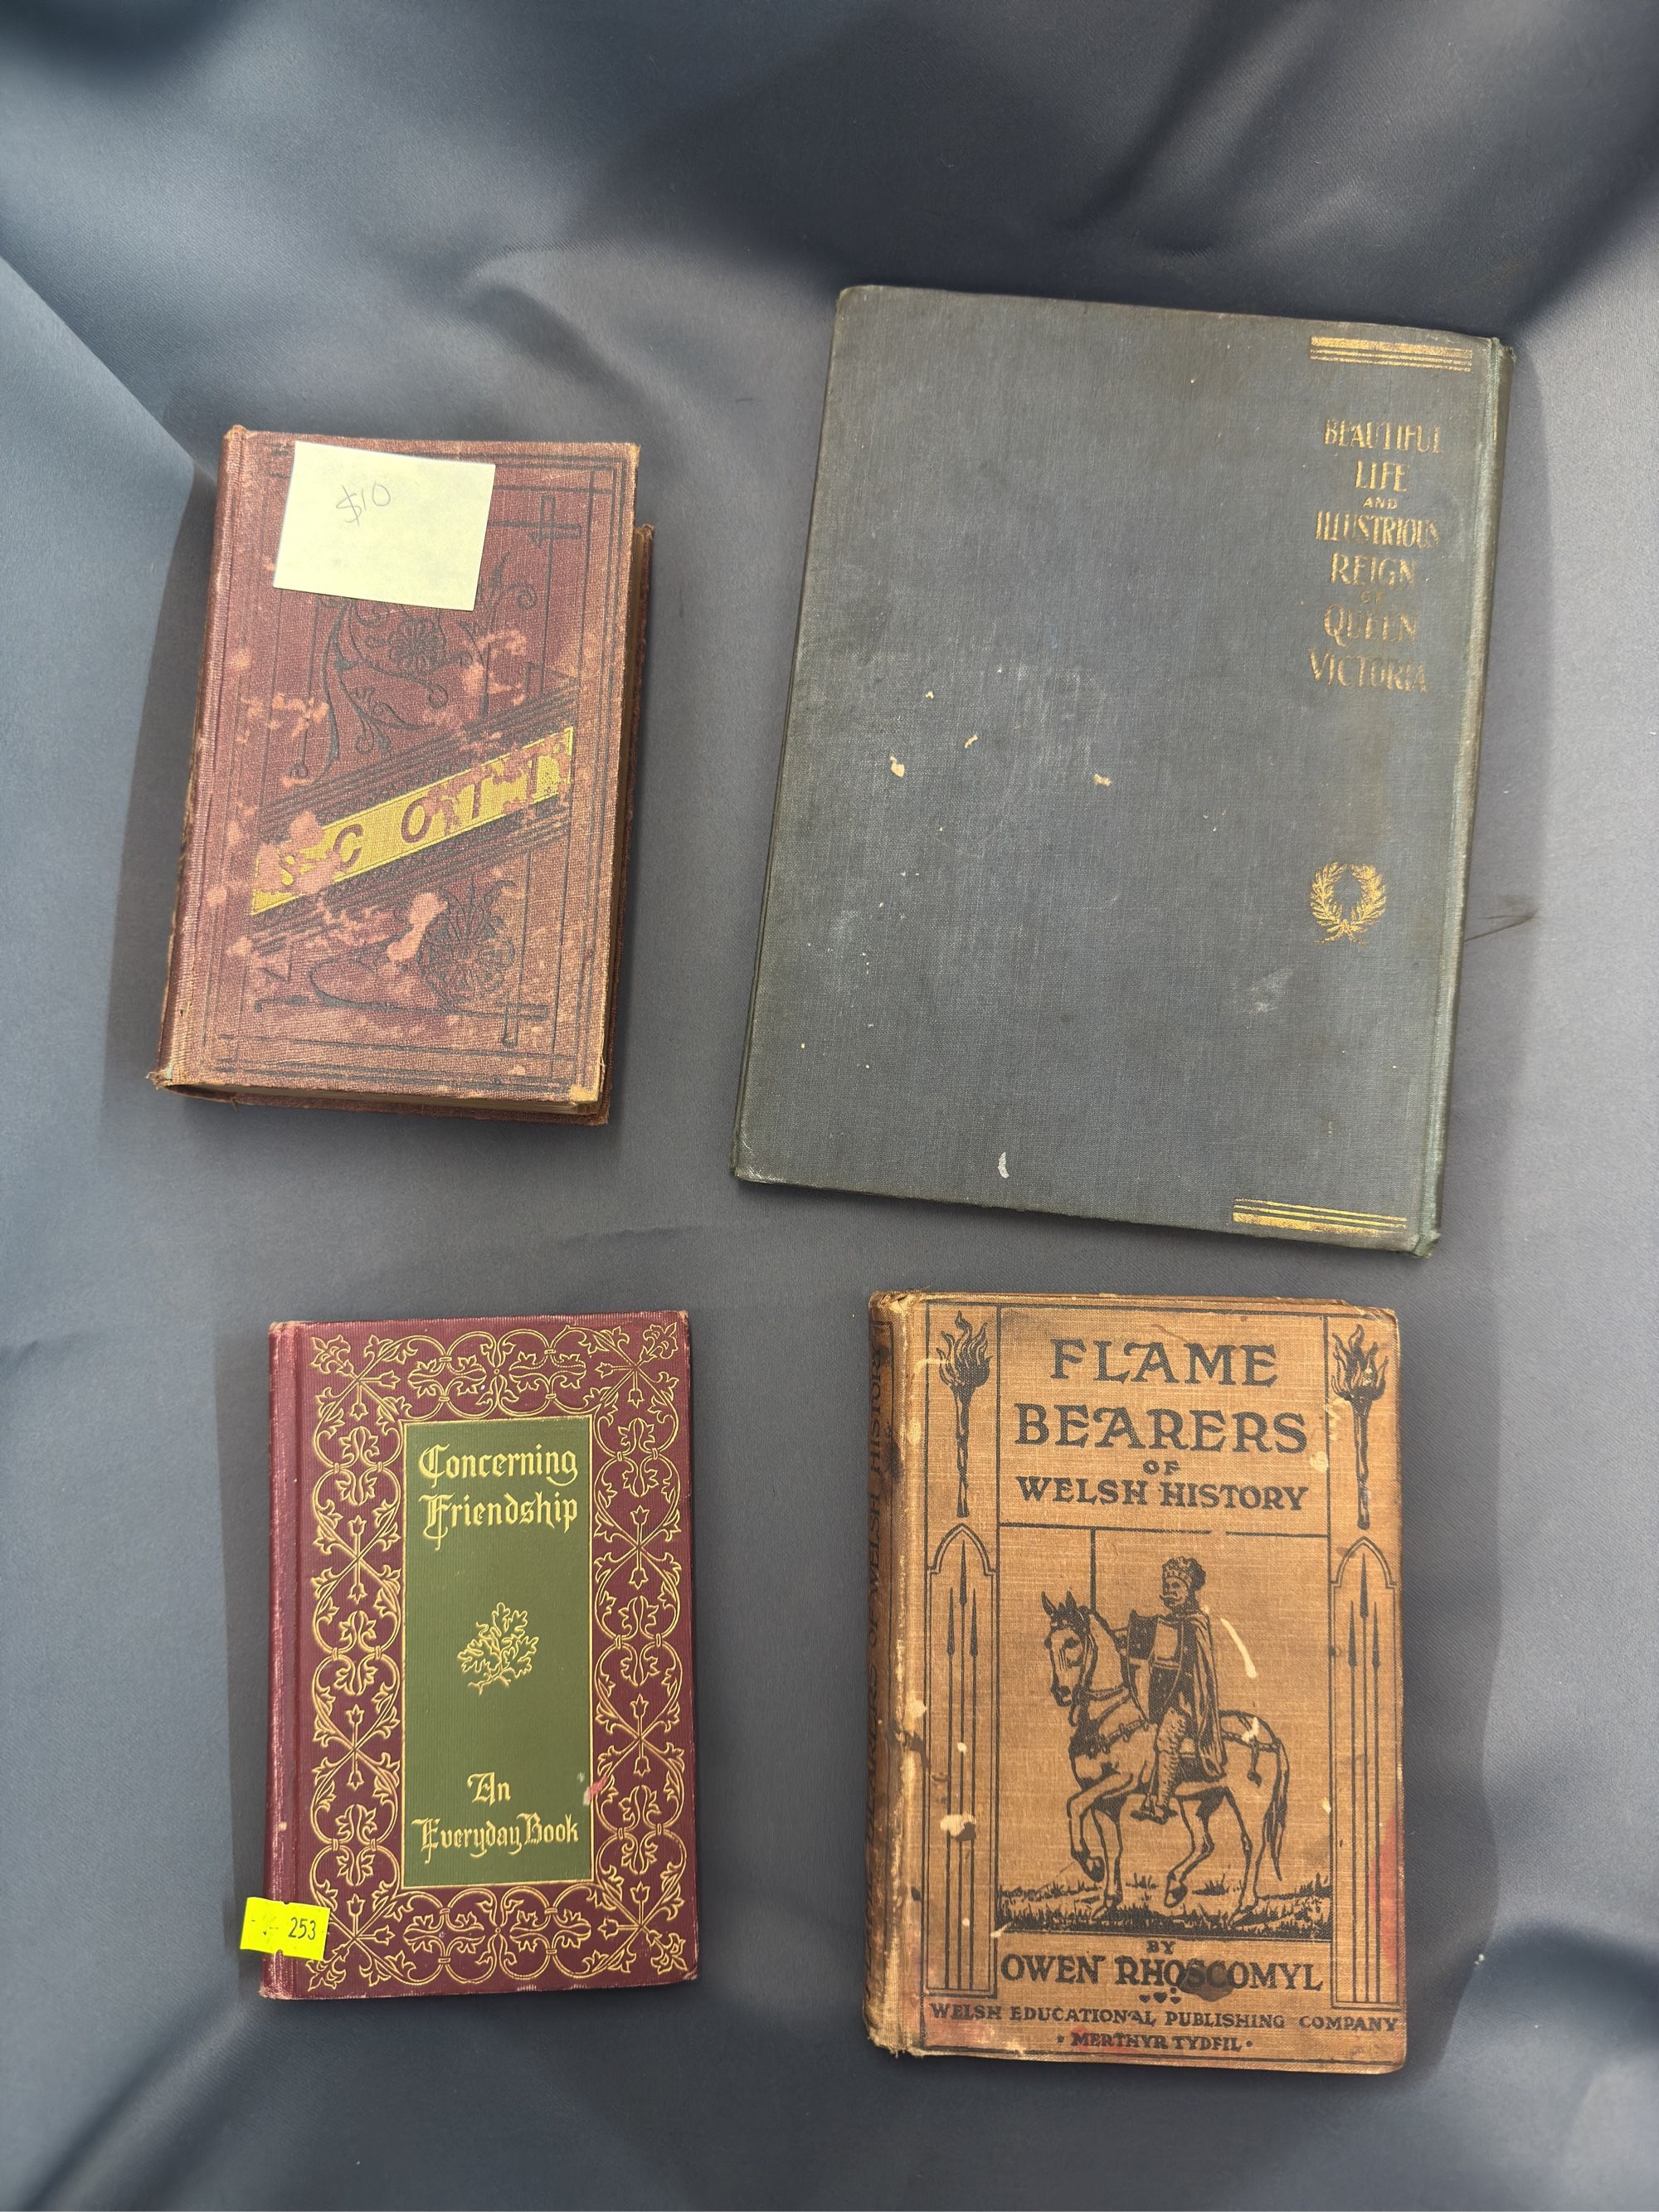 $10
BEAUTIFUL
LIFE
AND
ILLUSTRIOUS
REIGN
OF
QUEEN
VICTORIA
Concerning
Friendship
An
Everyday Book
253
FLAME
BEARERS
OF
WELSH HISTORY
BY
OWEN RHOSCOMYL
WELSH EDUCATIONAL PUBLISHING COMPANY
• MERTHYR TYDFIL •